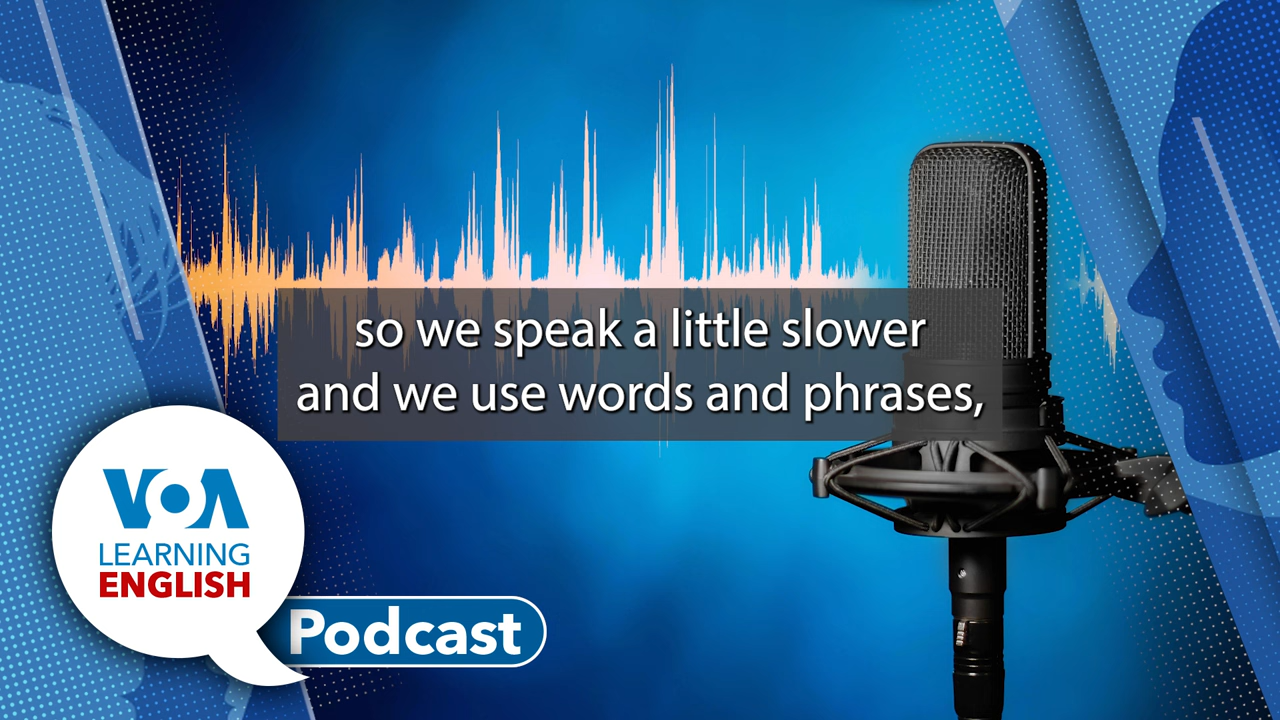 so we speak a little slower
and we use words and phrases,
VOA
LEARNING
ENGLISH
Podcast